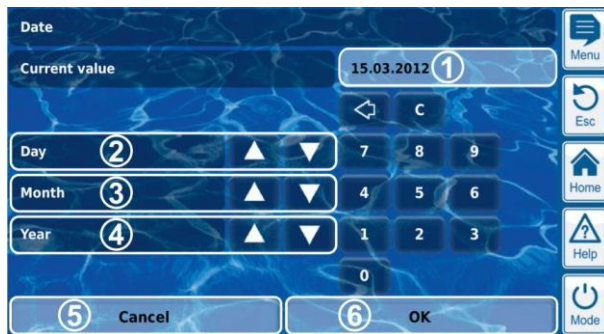 Date
Menu
Current value
15.03.2012 1
C
Esc
Day 2
7 8 9
Month 3
4 5 6
Home
Year 4
1 2 3
Help
0
5 Cancel
6 OK
Mode